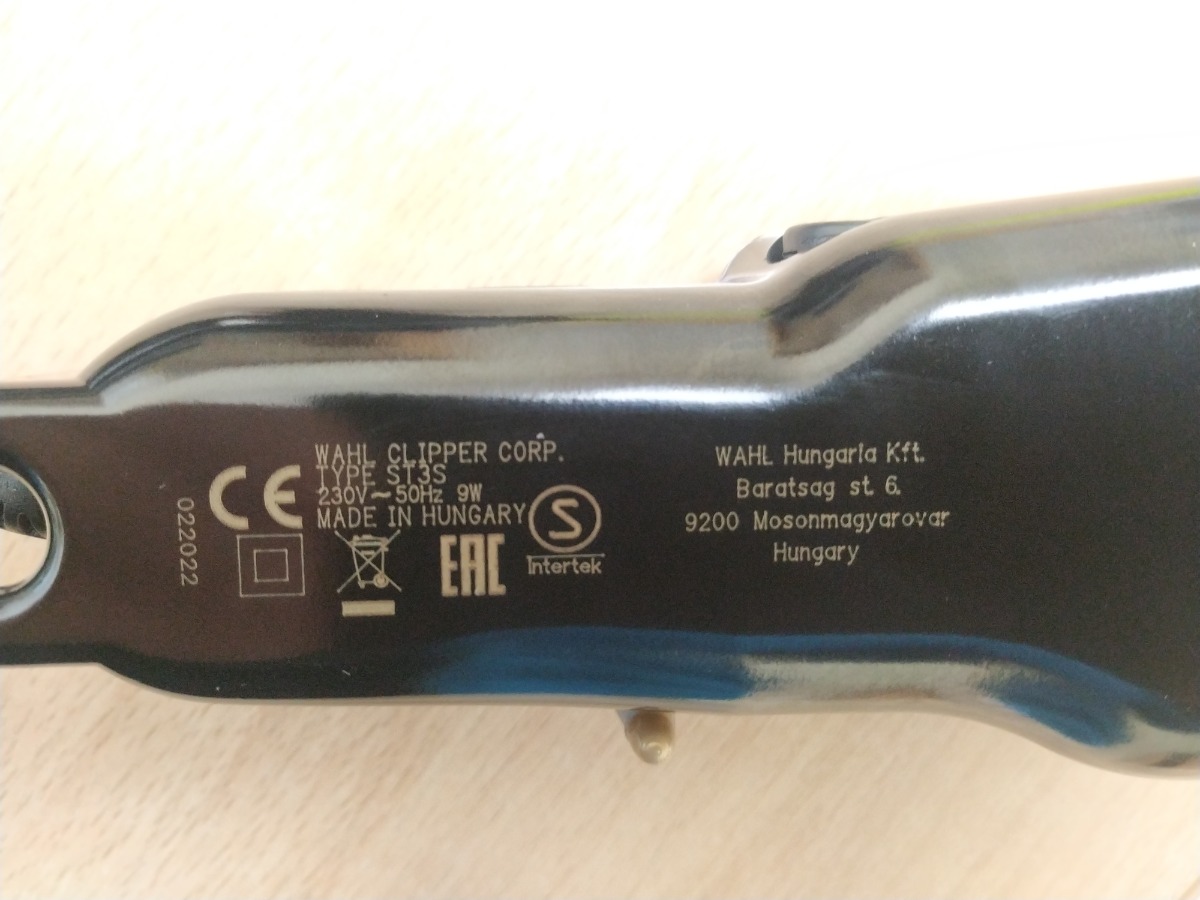 WAHL CLIPPER CORP.
TYPE ST3S
230V~50Hz 9W
MADE IN HUNGARY
CE
022022
EAC
S
Intertek
WAHL Hungaria Kft.
Baratsag st. 6.
9200 Mosonmagyarovar
Hungary